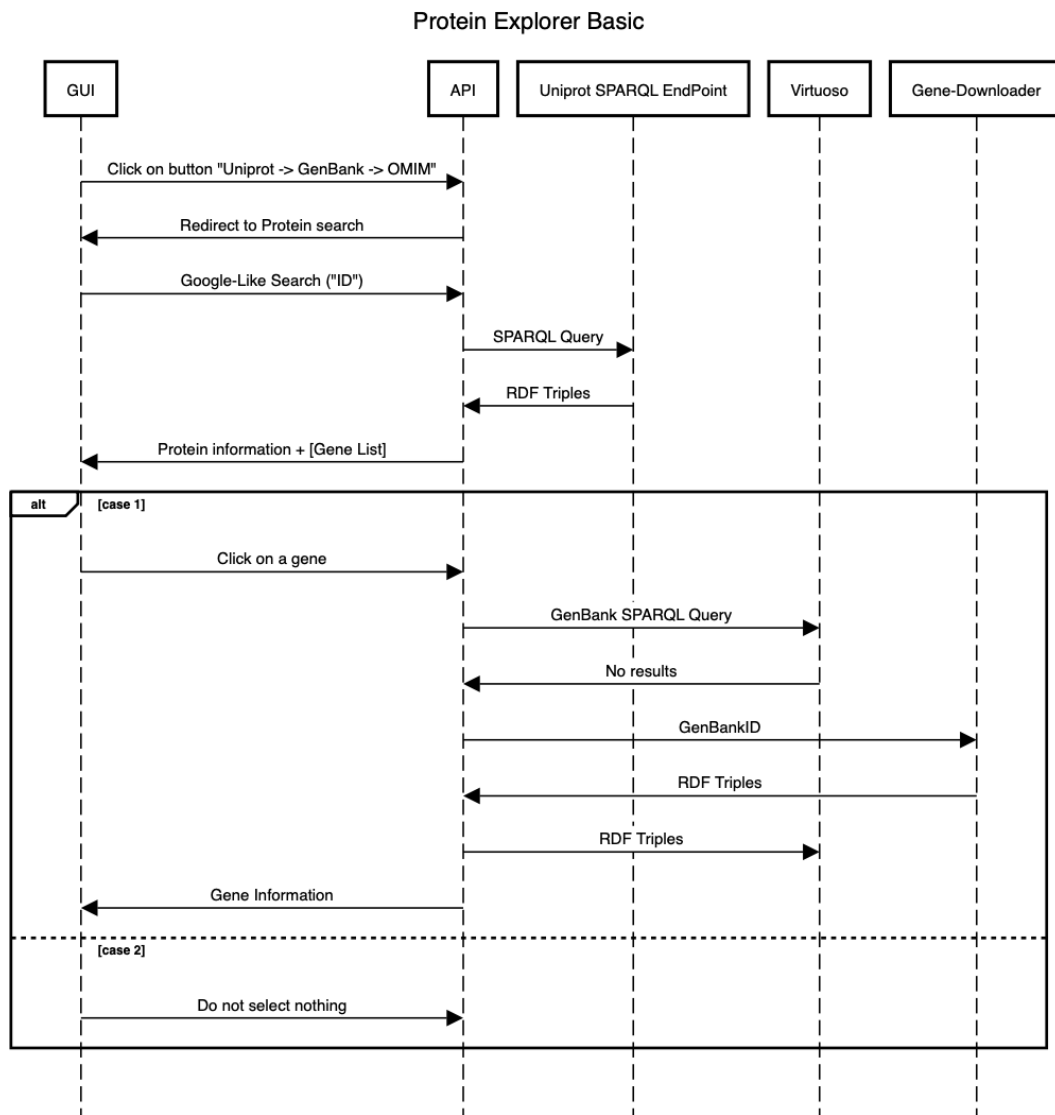 Protein Explorer Basic
GUI
API
Uniprot SPARQL EndPoint
Virtuoso
Gene-Downloader
Click on button "Uniprot -> GenBank -> OMIM"
Redirect to Protein search
Google-Like Search ("ID")
SPARQL Query
RDF Triples
Protein information + [Gene List]
alt
[case 1]
Click on a gene
GenBank SPARQL Query
No results
GenBankID
RDF Triples
RDF Triples
Gene Information
[case 2]
Do not select nothing